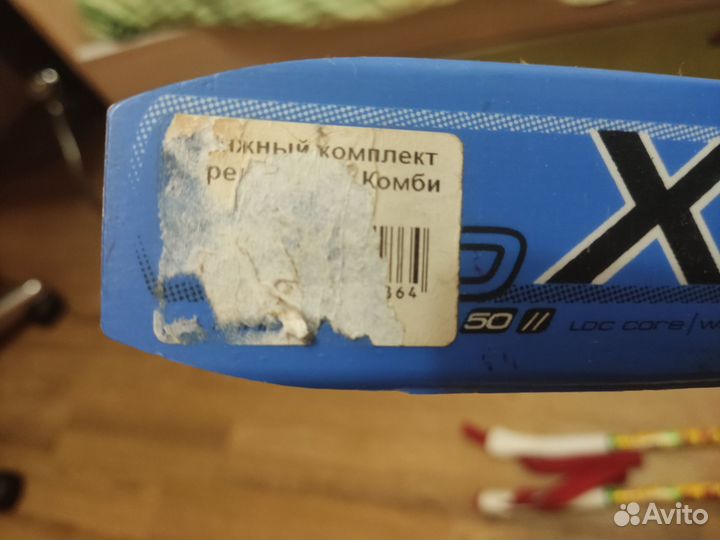 жный комплект
ре Комби
364
X
50 //
LDC core/w
Avito